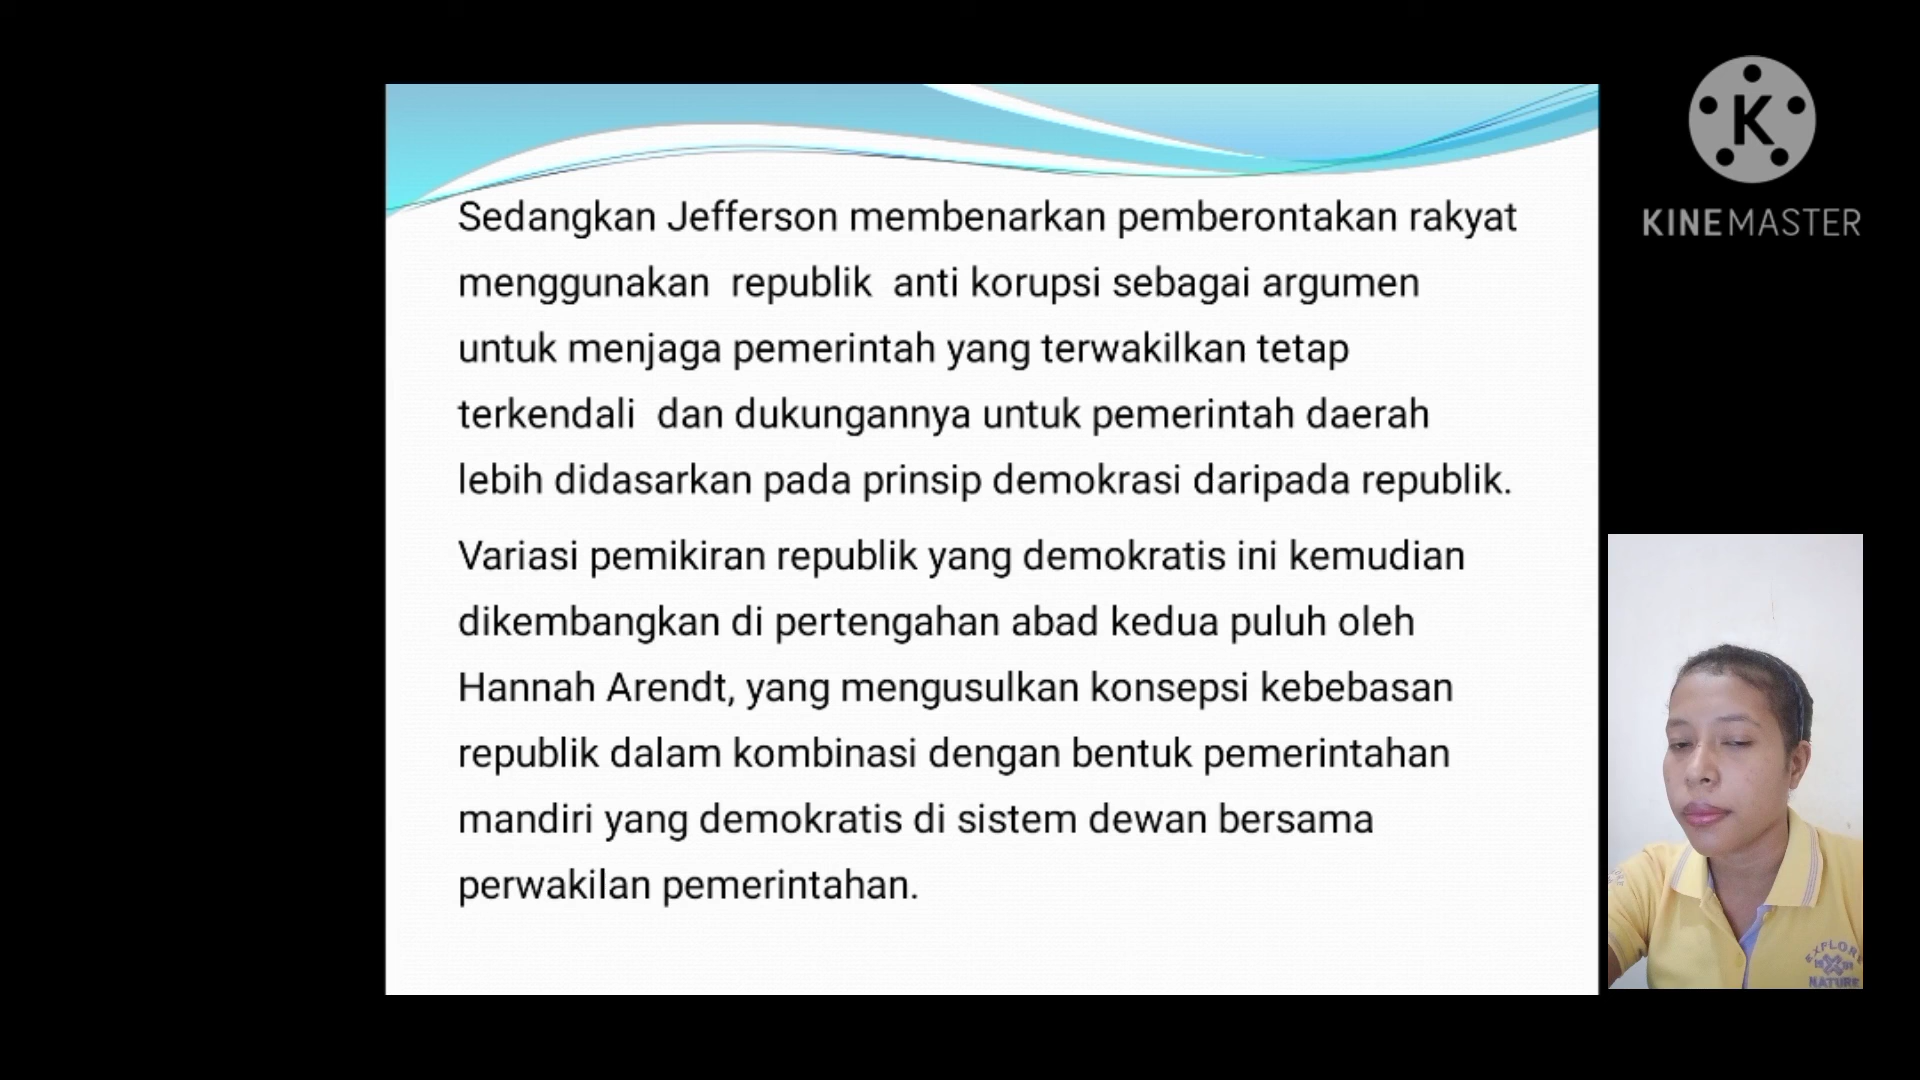 Sedangkan Jefferson membenarkan pemberontakan rakyat
menggunakan republik anti korupsi sebagai argumen
untuk menjaga pemerintah yang terwakilkan tetap
terkendali dan dukungannya untuk pemerintah daerah
lebih didasarkan pada prinsip demokrasi daripada republik.
Variasi pemikiran republik yang demokratis ini kemudian
dikembangkan di pertengahan abad kedua puluh oleh
Hannah Arendt, yang mengusulkan konsepsi kebebasan
republik dalam kombinasi dengan bentuk pemerintahan
mandiri yang demokratis di sistem dewan bersama
perwakilan pemerintahan.
K
KINEMASTER
NATURE